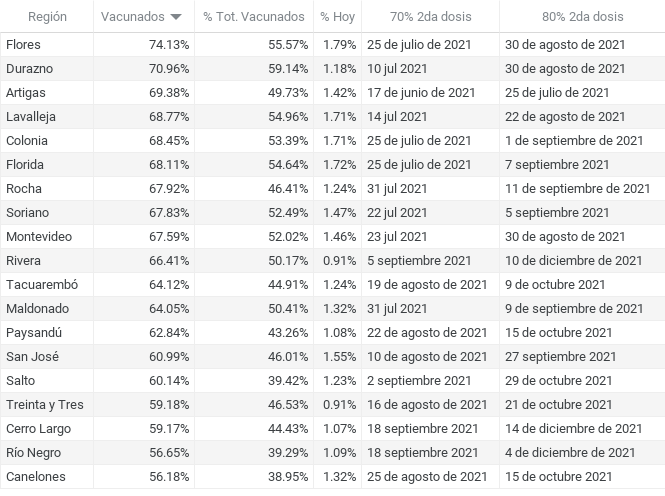 Región Vacunados % Tot. Vacunados % Hoy 70% 2da dosis 80% 2da dosis
Flores 74.13% 55.57% 1.79% 25 de julio de 2021 30 de agosto de 2021
Durazno 70.96% 59.14% 1.18% 10 jul 2021 30 de agosto de 2021
Artigas 69.38% 49.73% 1.42% 17 de junio de 2021 25 de julio de 2021
Lavalleja 68.77% 54.96% 1.71% 14 jul 2021 22 de agosto de 2021
Colonia 68.45% 53.39% 1.71% 25 de julio de 2021 1 de septiembre de 2021
Florida 68.11% 54.64% 1.72% 25 de julio de 2021 7 septiembre 2021
Rocha 67.92% 46.41% 1.24% 31 jul 2021 11 de septiembre de 2021
Soriano 67.83% 52.49% 1.47% 22 jul 2021 5 septiembre 2021
Montevideo 67.59% 52.02% 1.46% 23 jul 2021 30 de agosto de 2021
Rivera 66.41% 50.17% 0.91% 5 septiembre 2021 10 de diciembre de 2021
Tacuarembó 64.12% 44.91% 1.24% 19 de agosto de 2021 9 de octubre 2021
Maldonado 64.05% 50.41% 1.32% 31 jul 2021 9 de septiembre de 2021
Paysandú 62.84% 43.26% 1.08% 22 de agosto de 2021 15 de octubre 2021
San José 60.99% 46.01% 1.55% 10 de agosto de 2021 27 septiembre 2021
Salto 60.14% 39.42% 1.23% 2 septiembre 2021 29 de octubre 2021
Treinta y Tres 59.18% 46.53% 0.91% 16 de agosto de 2021 21 de octubre 2021
Cerro Largo 59.17% 44.43% 1.07% 18 septiembre 2021 14 de diciembre de 2021
Río Negro 56.65% 39.29% 1.09% 18 septiembre 2021 4 de diciembre de 2021
Canelones 56.18% 38.95% 1.32% 25 de agosto de 2021 15 de octubre 2021